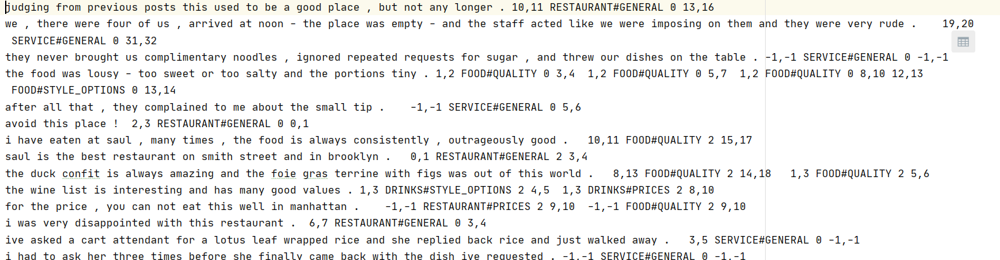 judging from previous posts this used to be a good place , but not any longer . 10,11 RESTAURANT#GENERAL 0 13,16
we , there were four of us , arrived at noon - the place was empty - and the staff acted like we were imposing on them and they were very rude . 19,20
SERVICE#GENERAL 0 31,32
they never brought us complimentary noodles , ignored repeated requests for sugar , and threw our dishes on the table . -1,-1 SERVICE#GENERAL 0 -1,-1
the food was lousy - too sweet or too salty and the portions tiny . 1,2 FOOD#QUALITY 0 3,4 1,2 FOOD#QUALITY 0 5,7 1,2 FOOD#QUALITY 0 8,10 12,13
FOOD#STYLE_OPTIONS 0 13,14
after all that , they complained to me about the small tip . -1,-1 SERVICE#GENERAL 0 5,6
avoid this place ! 2,3 RESTAURANT#GENERAL 0 0,1
i have eaten at saul , many times , the food is always consistently , outrageously good . 10,11 FOOD#QUALITY 2 15,17
saul is the best restaurant on smith street and in brooklyn . 0,1 RESTAURANT#GENERAL 2 3,4
the duck confit is always amazing and the foie gras terrine with figs was out of this world . 8,13 FOOD#QUALITY 2 14,18 1,3 FOOD#QUALITY 2 5,6
the wine list is interesting and has many good values . 1,3 DRINKS#STYLE_OPTIONS 2 4,5 1,3 DRINKS#PRICES 2 8,10
for the price , you can not eat this well in manhattan . -1,-1 RESTAURANT#PRICES 2 9,10 -1,-1 FOOD#QUALITY 2 9,10
i was very disappointed with this restaurant . 6,7 RESTAURANT#GENERAL 0 3,4
ive asked a cart attendant for a lotus leaf wrapped rice and she replied back rice and just walked away . 3,5 SERVICE#GENERAL 0 -1,-1
i had to ask her three times before she finally came back with the dish ive requested . -1,-1 SERVICE#GENERAL 0 -1,-1